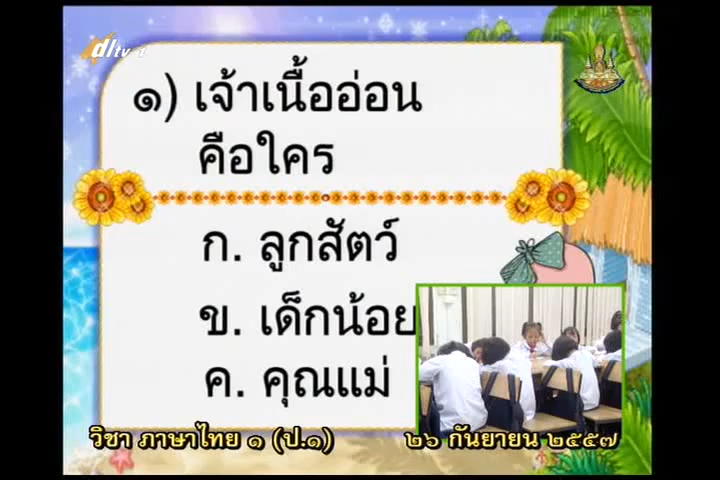 dltv 1
๑) เจ้าเนื้ออ่อน
คือใคร
ก. ลูกสัตว์
ข. เด็กน้อย
ค. คุณแม่
วิชา ภาษาไทย ๑ (ป.๑)
๒๖ กันยายน ๒๕๕๗